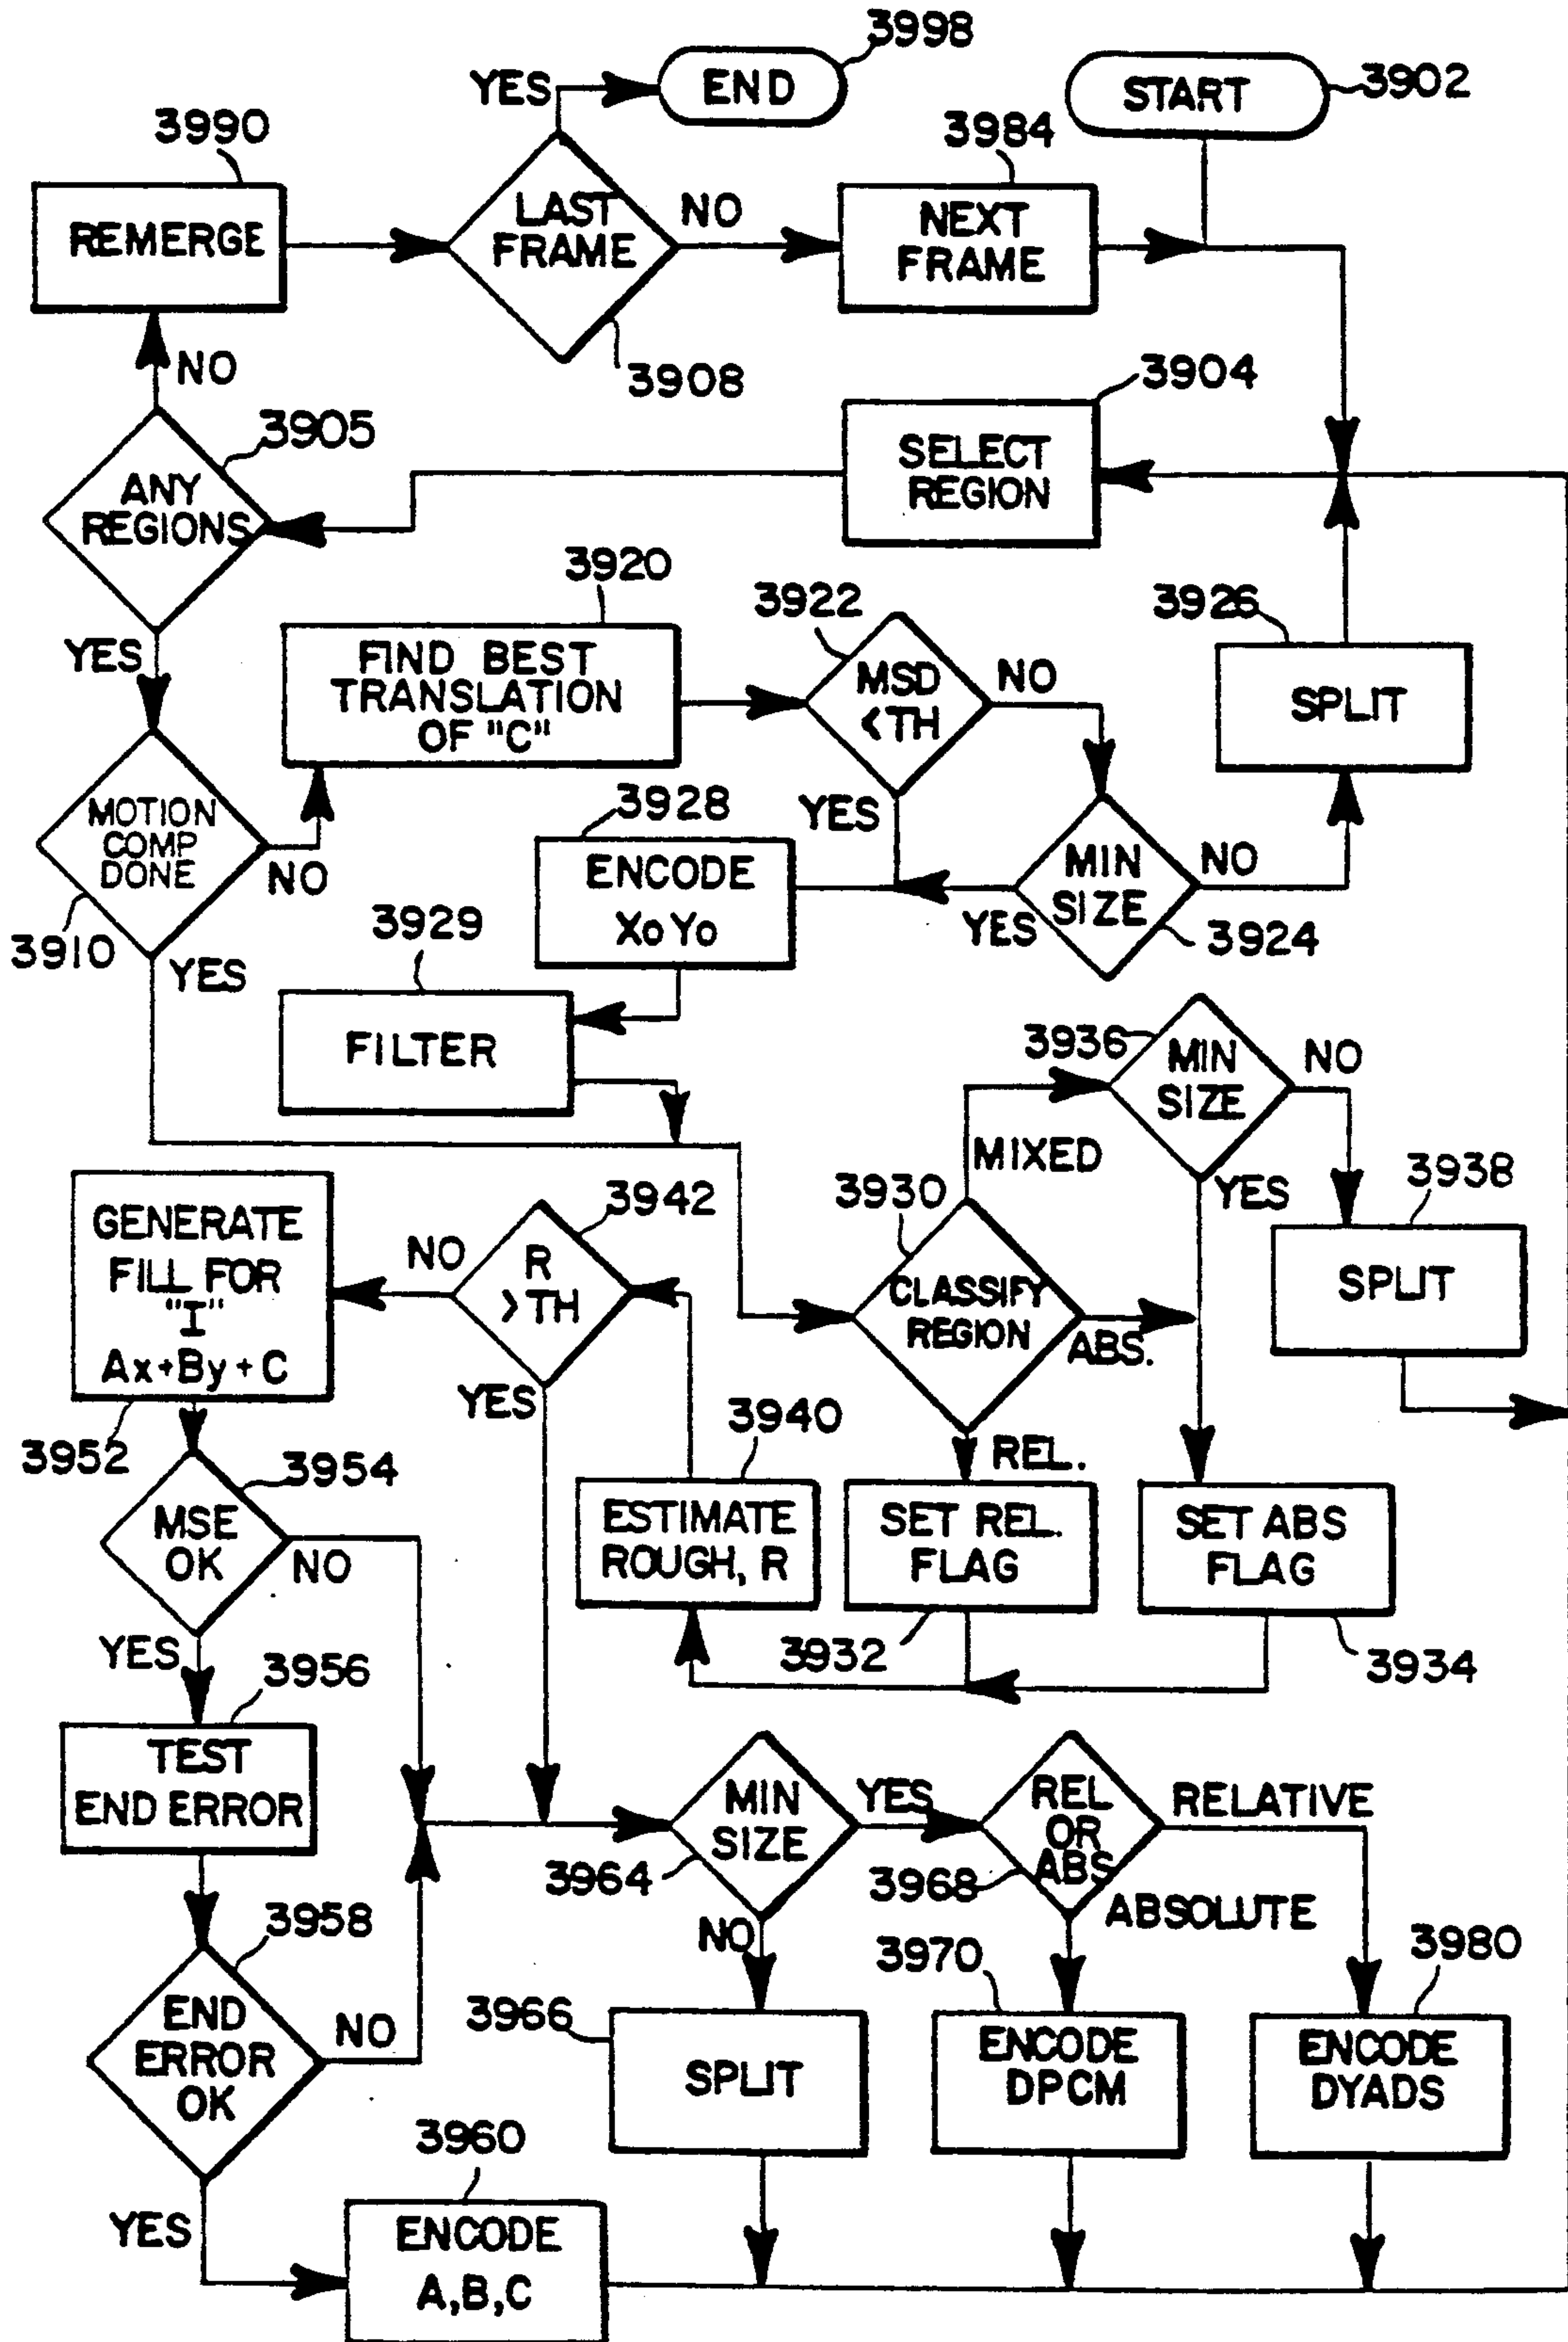 3998
END
YES
START
3902
3990
3984
REMERGE
LAST
FRAME
NO
NEXT
FRAME
3908
NO
3904
3905
SELECT
REGION
ANY
REGIONS
3920
3922
3926
YES
FIND BEST
TRANSLATION
OF "C"
MSD
<TH
NO
SPLIT
MOTION
COMP
DONE
NO
3928
YES
ENCODE
Xo Yo
MIN
SIZE
NO
YES
3924
3910
YES
3929
FILTER
3936
MIN
SIZE
NO
MIXED
YES
3938
SPLIT
GENERATE
FILL FOR
"I"
Ax+By+C
NO
3942
R
>TH
3930
CLASSIFY
REGION
ABS.
YES
3952
3954
3940
REL.
MSE
OK
NO
ESTIMATE
ROUGH, R
SET REL.
FLAG
SET ABS
FLAG
YES
3956
3932
3934
TEST
END ERROR
MIN
SIZE
YES
REL
OR
ABS
RELATIVE
3964
3968
ABSOLUTE
3958
NO
3970
3980
END
ERROR
OK
NO
3966
SPLIT
ENCODE
DPCM
ENCODE
DYADS
3960
YES
ENCODE
A,B,C